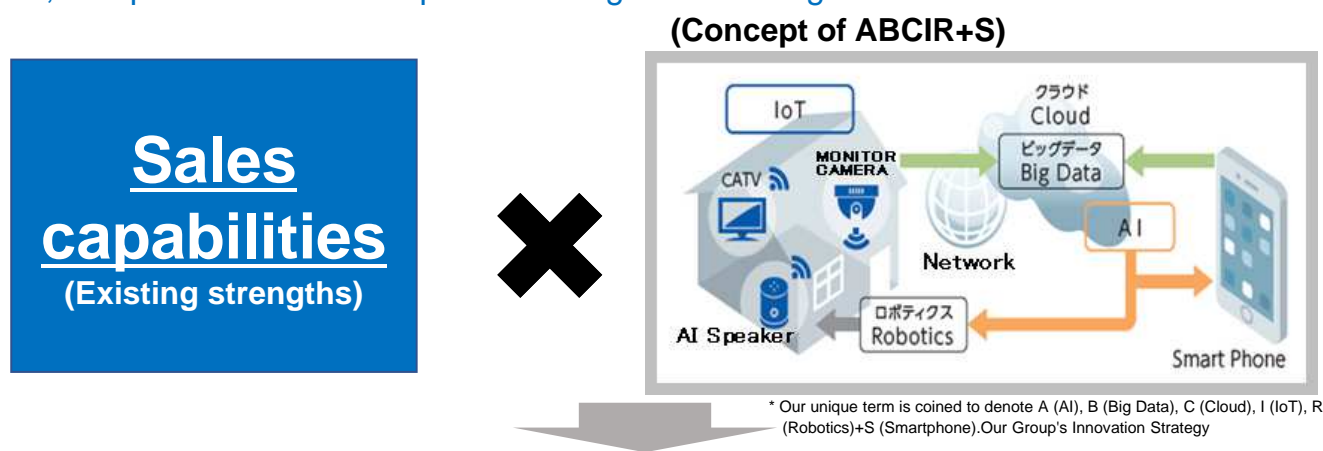 (Concept of ABCIR+S)
Sales
capabilities
(Existing strengths)
IoT
クラウド
Cloud
ビッグデータ
Big Data
MONITOR
CAMERA
CATV
AI
Network
ロボティクス
Robotics
AI Speaker
Smart Phone
* Our unique term is coined to denote A (AI), B (Big Data), C (Cloud), I (IoT), R
(Robotics)+S (Smartphone).Our Group's Innovation Strategy